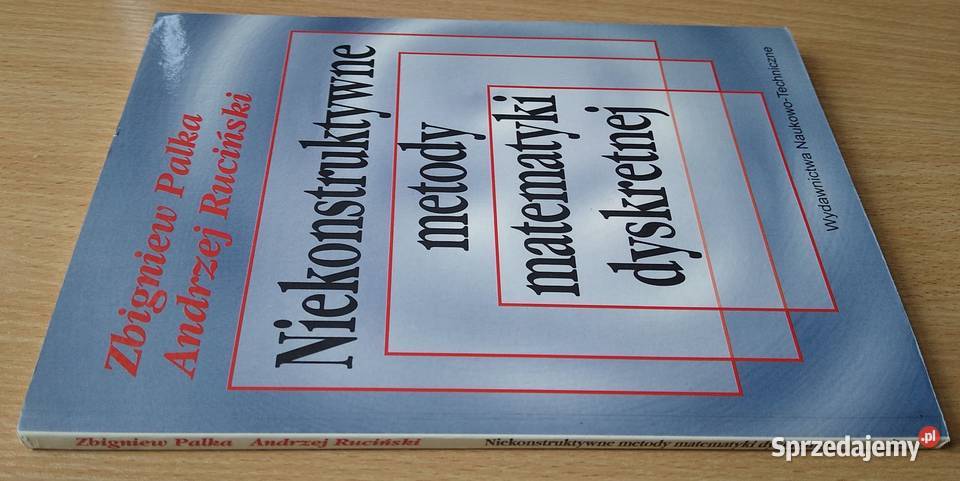 Zbigniew Palka
Andrzej Ruciński
Niekonstruktywne
metody
matematyki
dyskretnej
Wydawnictwa Naukowo-Techniczne
Zbigniew Palka Andrzej Ruciński Niekonstruktywne metody matematyki
Sprzedajemy.pl